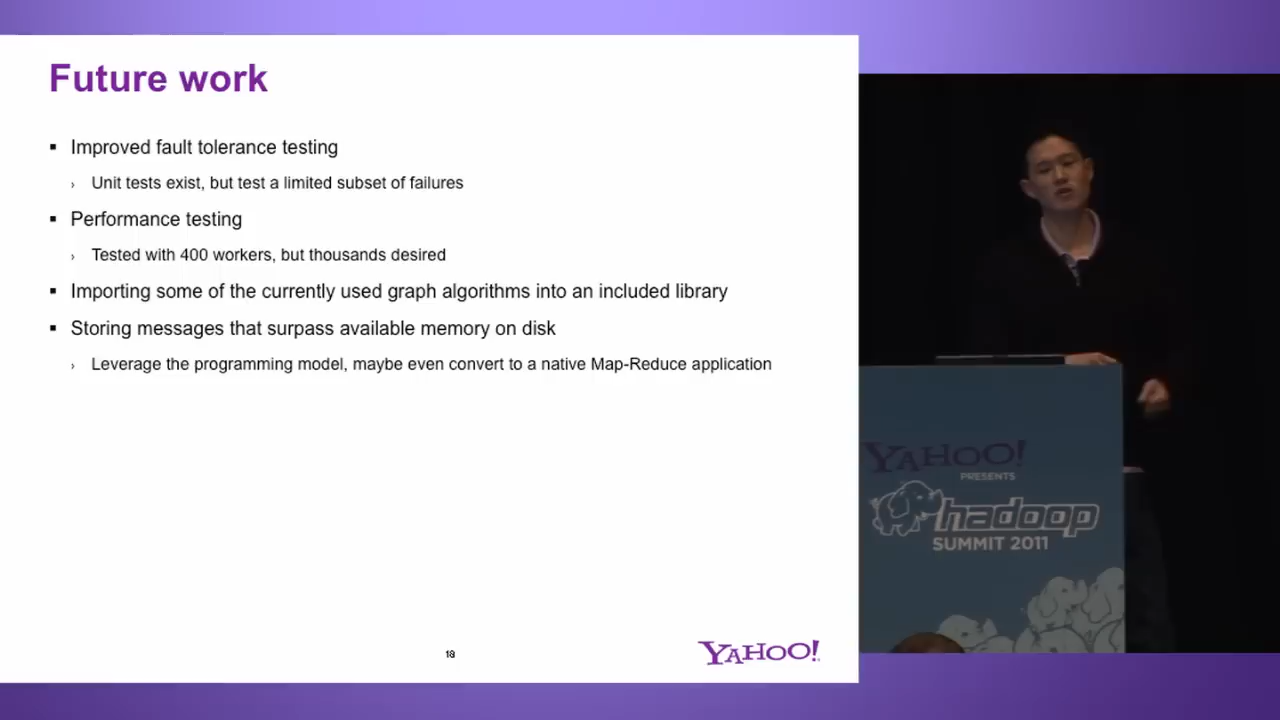 Future work
▪ Improved fault tolerance testing
› Unit tests exist, but test a limited subset of failures
▪ Performance testing
› Tested with 400 workers, but thousands desired
▪ Importing some of the currently used graph algorithms into an included library
▪ Storing messages that surpass available memory on disk
› Leverage the programming model, maybe even convert to a native Map-Reduce application
YAHOO!
YAHOO!
PRESENTS
hadoop
SUMMIT 2011